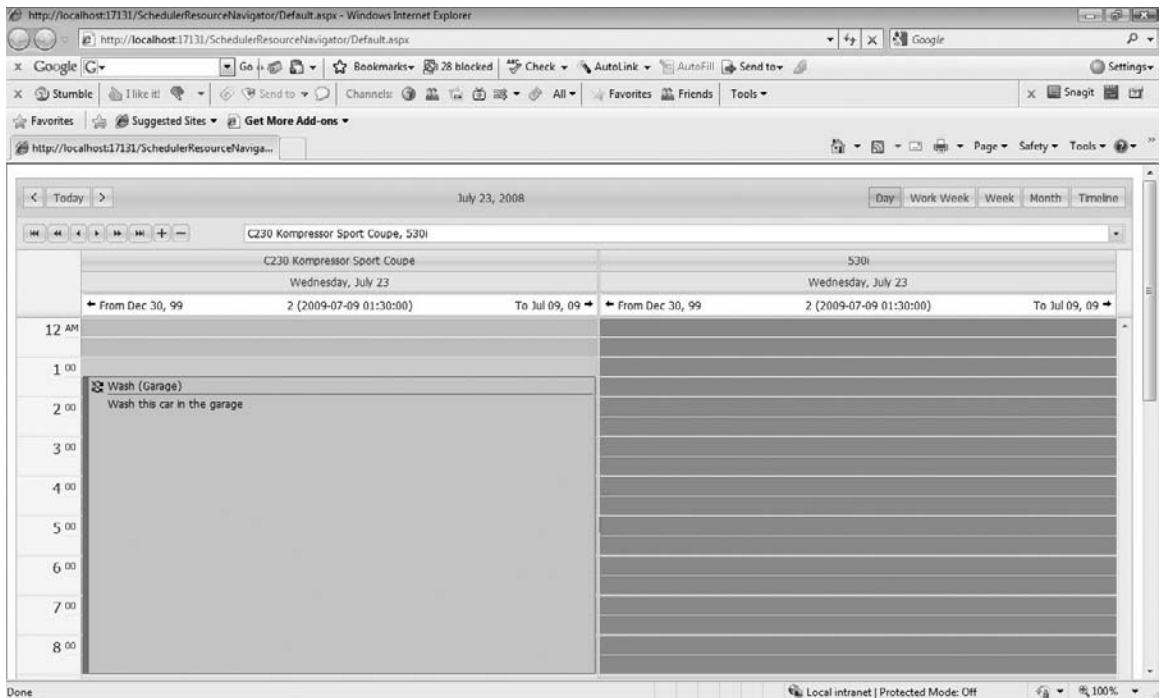 http://localhost:17131/SchedulerResourceNavigator/Default.aspx - Windows Internet Explorer
http://localhost:17131/SchedulerResourceNavigator/Default.aspx
Google
x Google G Go Bookmarks 28 blocked Check AutoLink AutoFill Send to Settings
x Stumble I like it! Send to Channels: All Favorites Friends Tools x Snagit
Favorites Suggested Sites Get More Add-ons
http://localhost:17131/SchedulerResourceNaviga... Page Safety Tools
< Today > July 23, 2008 Day Work Week Week Month Timeline
C230 Kompressor Sport Coupe, 530i
C230 Kompressor Sport Coupe 530i
Wednesday, July 23 Wednesday, July 23
From Dec 30, 99 2 (2009-07-09 01:30:00) To Jul 09, 09 From Dec 30, 99 2 (2009-07-09 01:30:00) To Jul 09, 09
12 AM
1 00
Wash (Garage)
2 00 Wash this car in the garage
3 00
4 00
5 00
6 00
7 00
8 00
Done Local intranet | Protected Mode: Off 100%